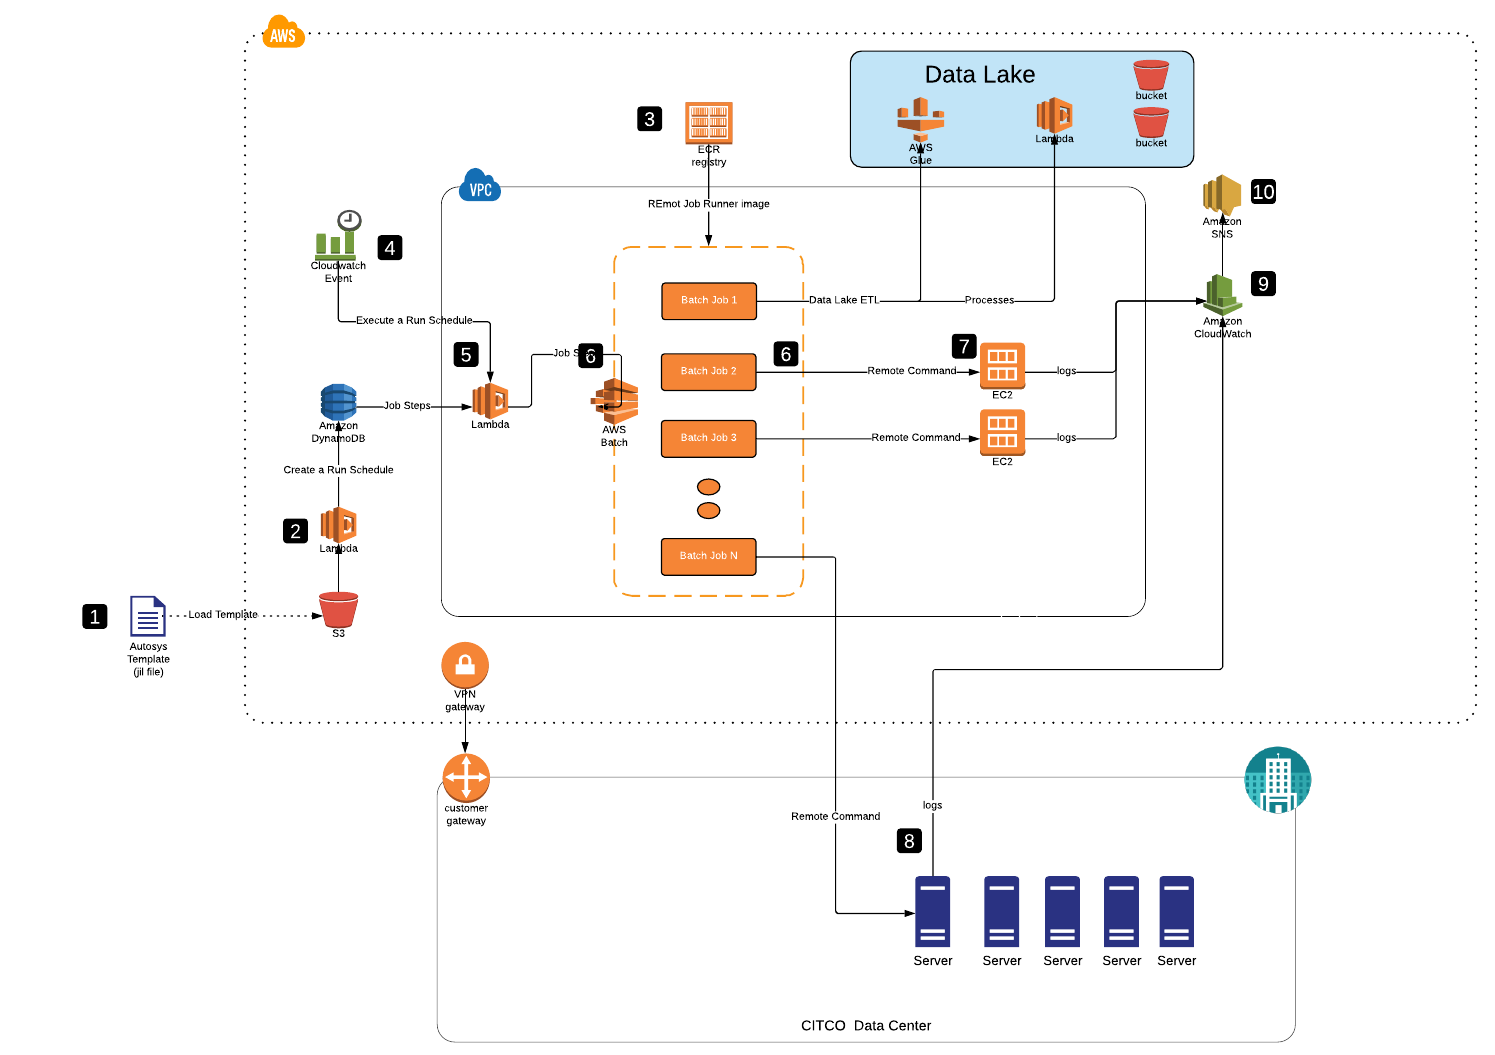 AWS
Data Lake
bucket
bucket
AWS
Glue
Lambda
3
ECR
registry
REmot Job Runner image
VPC
10
Amazon
SNS
4
Cloudwatch
Event
9
Amazon
CloudWatch
Execute a Run Schedule
Batch Job 1
Data Lake ETL
Processes
5
Job S
6
6
7
Batch Job 2
Remote Command
EC2
logs
Amazon
DynamoDB
Job Steps
Lambda
AWS
Batch
Batch Job 3
Remote Command
EC2
logs
Create a Run Schedule
2
Lambda
Batch Job N
1
Load Template
S3
Autosys
Template
(jil file)
VPN
gateway
customer
gateway
Remote Command
logs
8
Server
Server
Server
Server
Server
CITCO Data Center